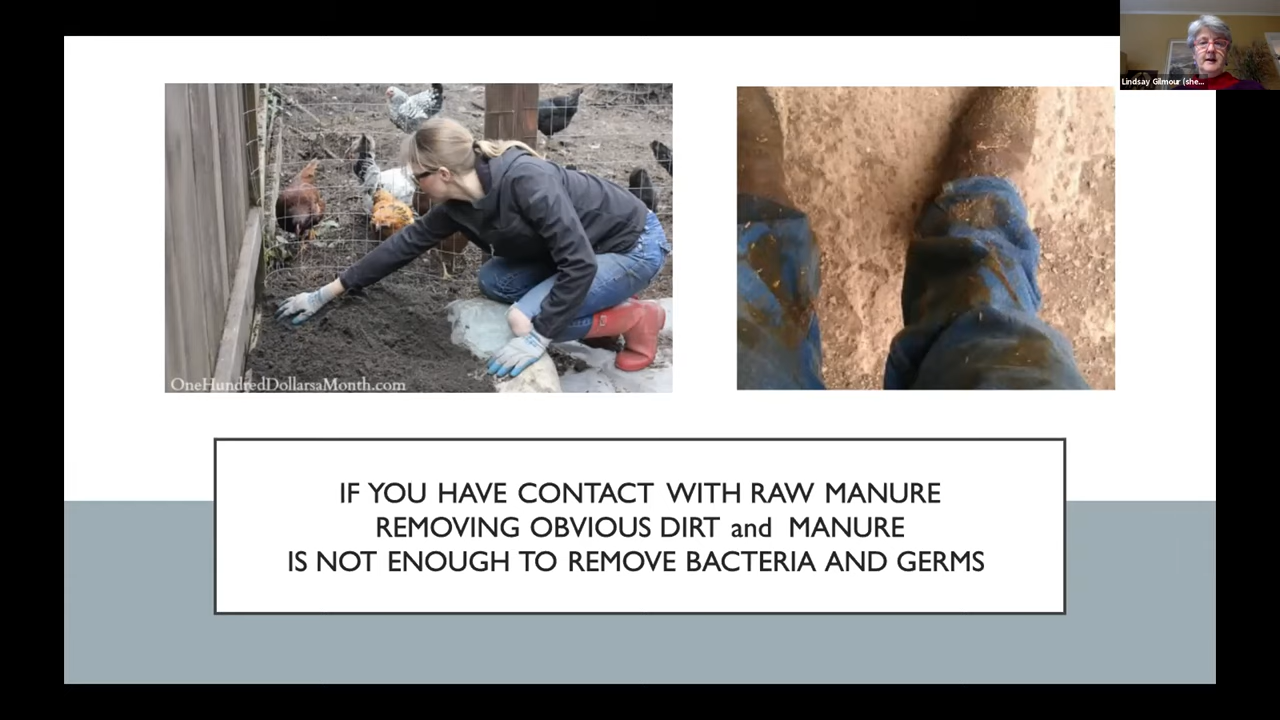 Lindsay Gilmour (she...
OneHundredDollarsaMonth.com
IF YOU HAVE CONTACT WITH RAW MANURE
REMOVING OBVIOUS DIRT and MANURE
IS NOT ENOUGH TO REMOVE BACTERIA AND GERMS